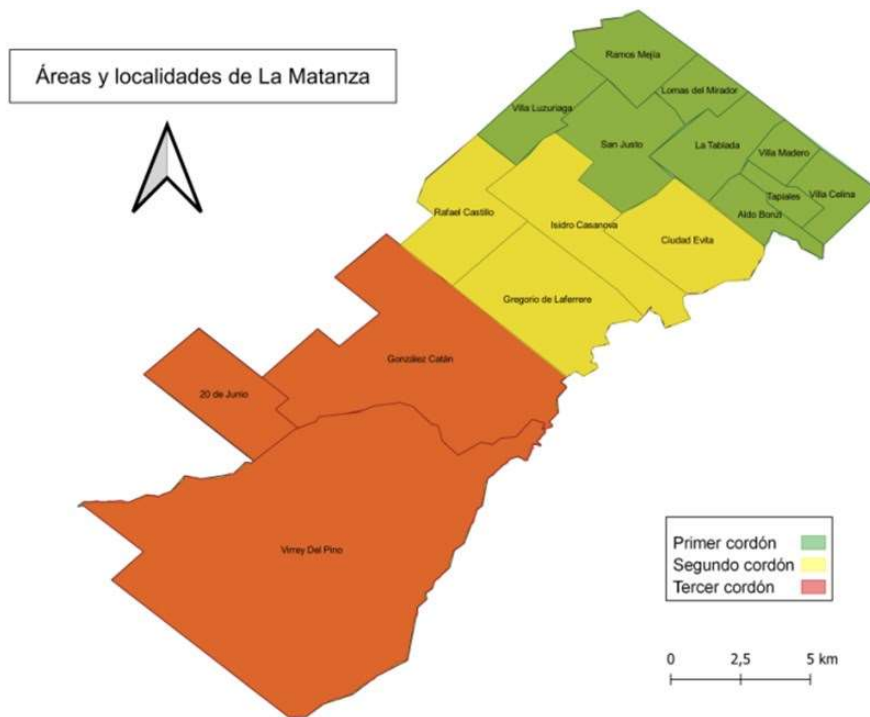 Áreas y localidades de La Matanza
Ramos Mejía
Lomas del Mirador
Villa Luzuriaga
San Justo
La Tablada
Villa Madero
Tapiales
Villa Celina
Aldo Bonzi
Rafael Castillo
Isidro Casanova
Ciudad Evita
Gregorio de Laferrere
González Catán
20 de Junio
Virrey Del Pino
Primer cordón
Segundo cordón
Tercer cordón
0 2,5 5 km